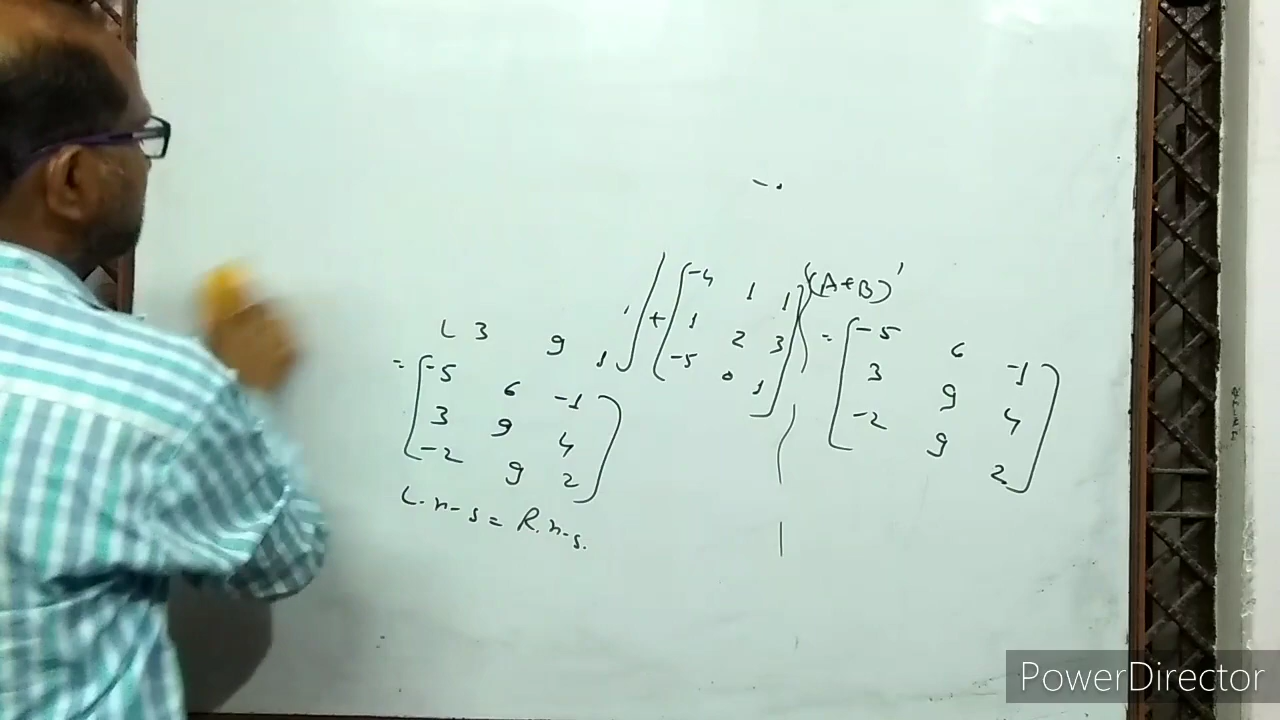 -4 1 1
+ 1 2 3
-5 0 1
3 9 1
= -5 6 -1
3 9 4
-2 9 2
L.H-S = R.H-S.
(A+B)'
= -5 6 -1
3 9 4
-2 9 2
PowerDirector